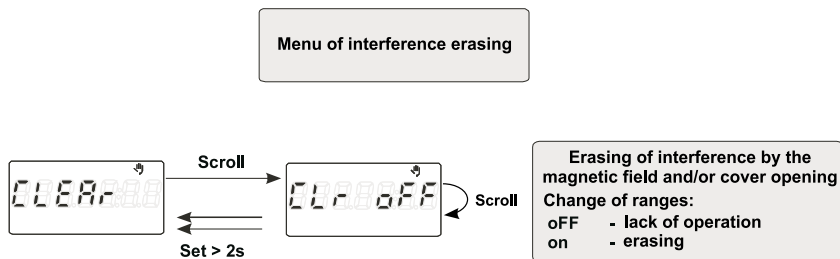 Menu of interference erasing
CLEAr
Scroll
CLr oFF
Scroll
Set > 2s
Erasing of interference by the
magnetic field and/or cover opening
Change of ranges:
oFF - lack of operation
on - erasing